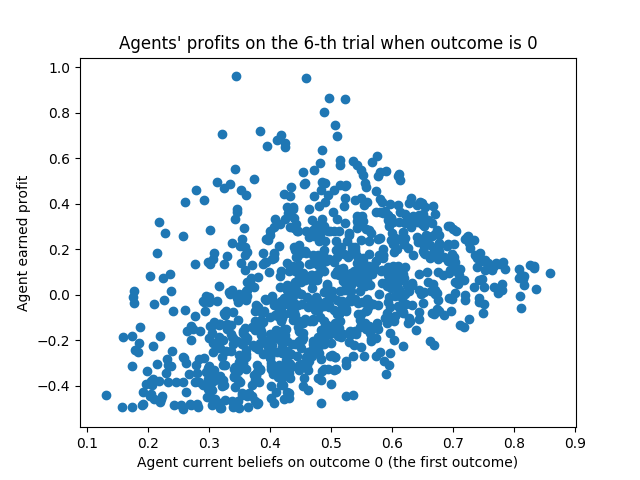 Agents' profits on the 6-th trial when outcome is 0
1.0
0.8
0.6
0.4
0.2
0.0
−0.2
−0.4
Agent earned profit
0.1 0.2 0.3 0.4 0.5 0.6 0.7 0.8 0.9
Agent current beliefs on outcome 0 (the first outcome)